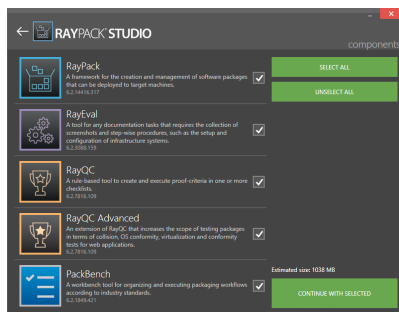 RAYPACK STUDIO
components
RayPack
A framework for the creation and management of software packages
that can be deployed to target machines.
6.2.14416.317
SELECT ALL
UNSELECT ALL
RayEval
A tool for any documentation tasks that requires the collection of
screenshots and step-wise procedures, such as the setup and
configuration of infrastructure systems.
6.2.3088.159
RayQC
A rule-based tool to create and execute proof-criteria in one or more
checklists.
6.2.7816.109
RayQC Advanced
An extension of RayQC that increases the scope of testing packages
in terms of collision, OS conformity, virtualization and conformity
tests for web applications.
6.2.7816.109
PackBench
A workbench tool for organizing and executing packaging workflows
according to industry standards.
6.2.1849.421
Estimated size: 1038 MB
CONTINUE WITH SELECTED